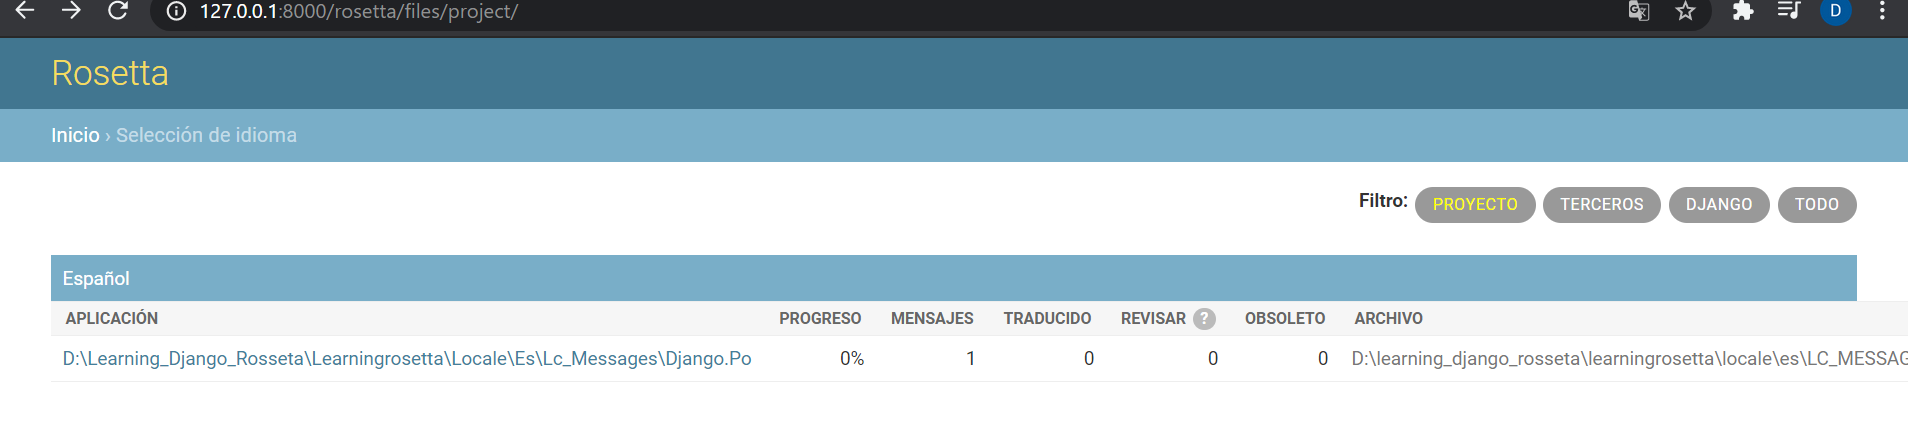 127.0.0.1:8000/rosetta/files/project/
D
Rosetta
Inicio › Selección de idioma
Filtro: PROYECTO TERCEROS DJANGO TODO
Español
APLICACIÓN PROGRESO MENSAJES TRADUCIDO REVISAR ? OBSOLETO ARCHIVO
D:\Learning_Django_Rosseta\Learningrosetta\Locale\Es\Lc_Messages\Django.Po 0% 1 0 0 0 D:\learning_django_rosseta\learningrosetta\locale\es\LC_MESSAG